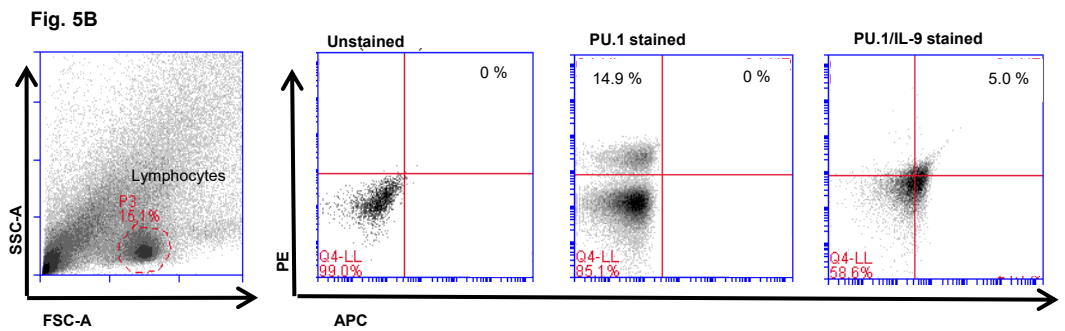 Fig. 5B
Unstained
PU.1 stained
PU.1/IL-9 stained
0 %
14.9 %
0 %
5.0 %
Lymphocytes
P3
15.1%
SSC-A
PE
Q4-LL
99.0%
Q4-LL
85.1%
Q4-LL
58.6%
FSC-A
APC